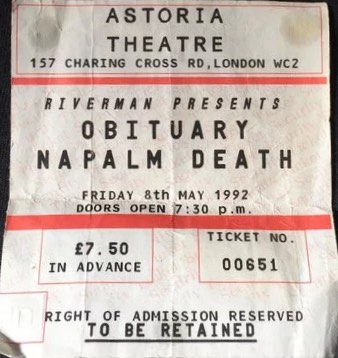 ASTORIA
THEATRE
157 CHARING CROSS RD,LONDON WC2
RIVERMAN PRESENTS
OBITUARY
NAPALM DEATH
FRIDAY 8th MAY 1992
DOORS OPEN 7:30 p.m.
£7.50
IN ADVANCE
TICKET NO.
00651
RIGHT OF ADMISSION RESERVED
TO BE RETAINED